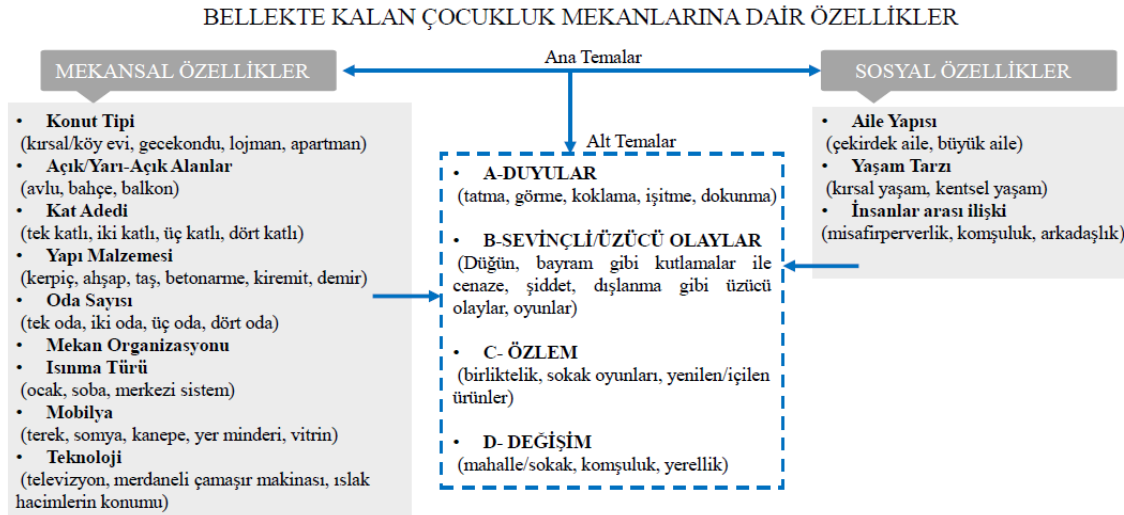 BELLEKTE KALAN ÇOCUKLUK MEKANLARINA DAİR ÖZELLİKLER
Ana Temalar
MEKANSAL ÖZELLİKLER
• Konut Tipi
(kırsal/köy evi, gecekondu, lojman, apartman)
• Açık/Yarı-Açık Alanlar
(avlu, bahçe, balkon)
• Kat Adedi
(tek katlı, iki katlı, üç katlı, dört katlı)
• Yapı Malzemesi
(kerpiç, ahşap, taş, betonarme, kiremit, demir)
• Oda Sayısı
(tek oda, iki oda, üç oda, dört oda)
• Mekan Organizasyonu
• Isınma Türü
(ocak, soba, merkezi sistem)
• Mobilya
(terek, somya, kanepe, yer minderi, vitrin)
• Teknoloji
(televizyon, merdaneli çamaşır makinası, ıslak
hacimlerin konumu)
Alt Temalar
• A-DUYULAR
(tatma, görme, koklama, işitme, dokunma)
• B-SEVİNÇLİ/ÜZÜCÜ OLAYLAR
(Düğün, bayram gibi kutlamalar ile
cenaze, şiddet, dışlanma gibi üzücü
olaylar, oyunlar)
• C- ÖZLEM
(birliktelik, sokak oyunları, yenilen/içilen
ürünler)
• D- DEĞİŞİM
(mahalle/sokak, komşuluk, yerellik)
SOSYAL ÖZELLİKLER
• Aile Yapısı
(çekirdek aile, büyük aile)
• Yaşam Tarzı
(kırsal yaşam, kentsel yaşam)
• İnsanlar arası ilişki
(misafirperverlik, komşuluk, arkadaşlık)